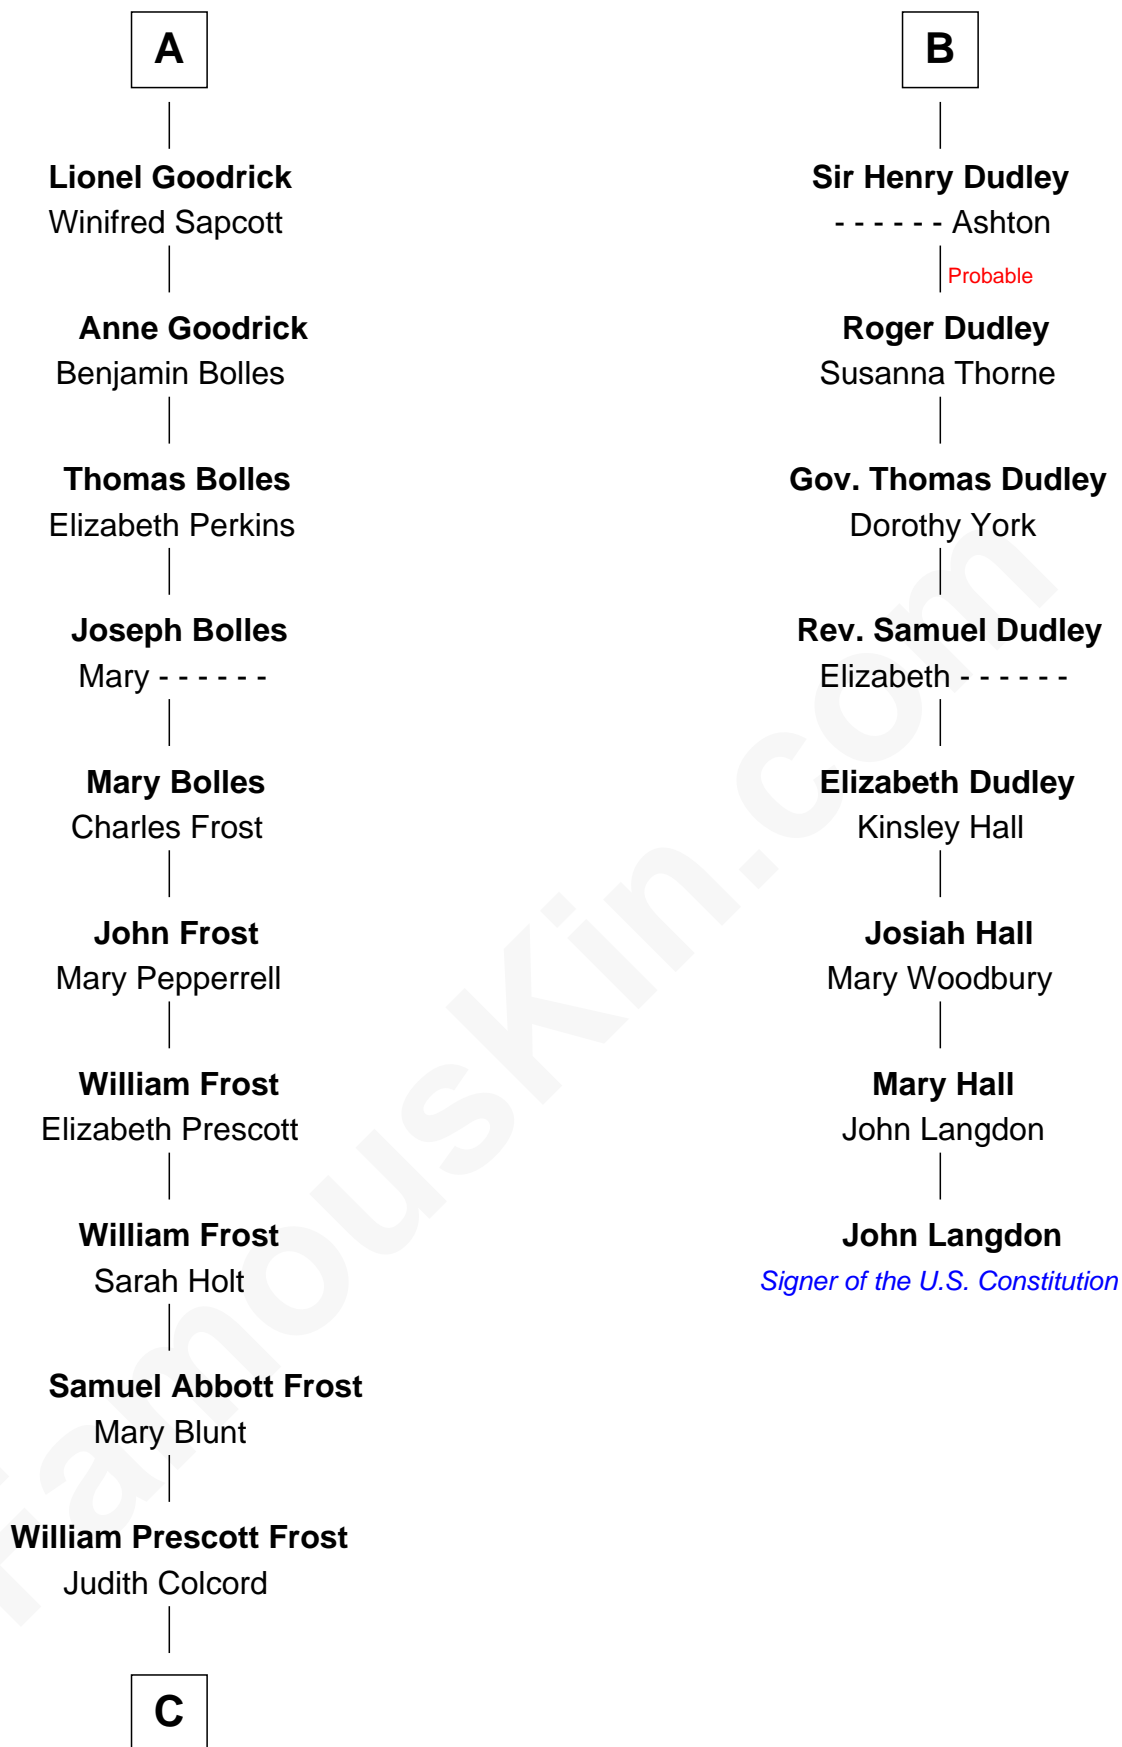 A
Lionel Goodrick
Winifred Sapcott
Anne Goodrick
Benjamin Bolles
Thomas Bolles
Elizabeth Perkins
Joseph Bolles
Mary - - - - - -
Mary Bolles
Charles Frost
John Frost
Mary Pepperrell
William Frost
Elizabeth Prescott
William Frost
Sarah Holt
Samuel Abbott Frost
Mary Blunt
William Prescott Frost
Judith Colcord
C
B
Sir Henry Dudley
- - - - - - Ashton
Probable
Roger Dudley
Susanna Thorne
Gov. Thomas Dudley
Dorothy York
Rev. Samuel Dudley
Elizabeth - - - - - -
Elizabeth Dudley
Kinsley Hall
Josiah Hall
Mary Woodbury
Mary Hall
John Langdon
John Langdon
Signer of the U.S. Constitution
FamousKin.com